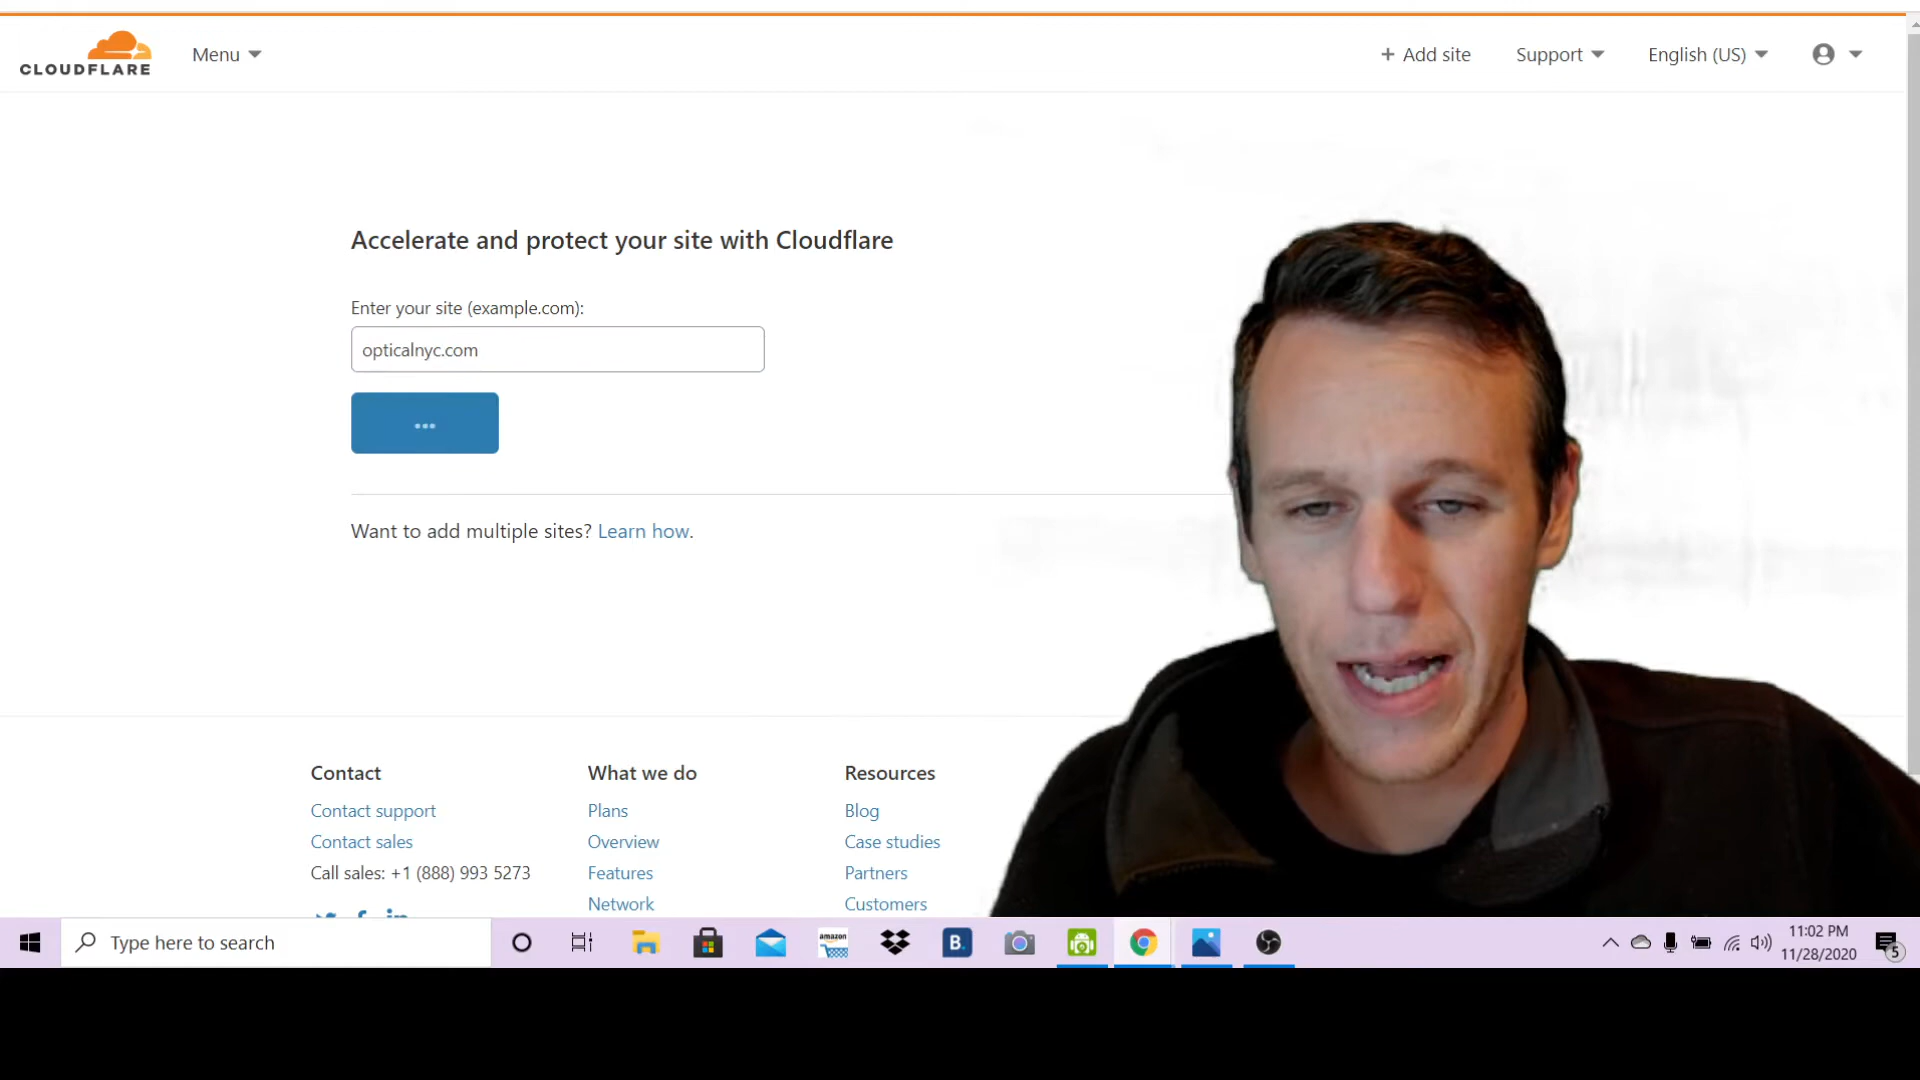 CLOUDFLARE
Menu
+ Add site
Support
English (US)
Accelerate and protect your site with Cloudflare
Enter your site (example.com):
opticalnyc.com
...
Want to add multiple sites? Learn how.
Contact
Contact support
Contact sales
Call sales: +1 (888) 993 5273
What we do
Plans
Overview
Features
Network
Resources
Blog
Case studies
Partners
Customers
Type here to search
amazon
B.
11:02 PM
11/28/2020
5